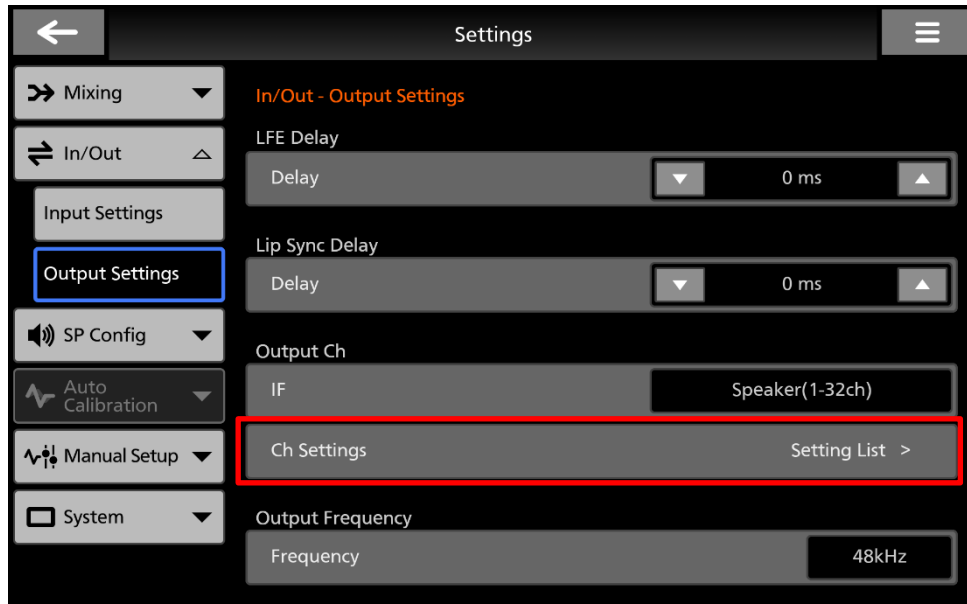 Settings
Mixing
In/Out
Input Settings
Output Settings
SP Config
Auto
Calibration
Manual Setup
System
In/Out - Output Settings
LFE Delay
Delay 0 ms
Lip Sync Delay
Delay 0 ms
Output Ch
IF Speaker(1-32ch)
Ch Settings Setting List >
Output Frequency
Frequency 48kHz